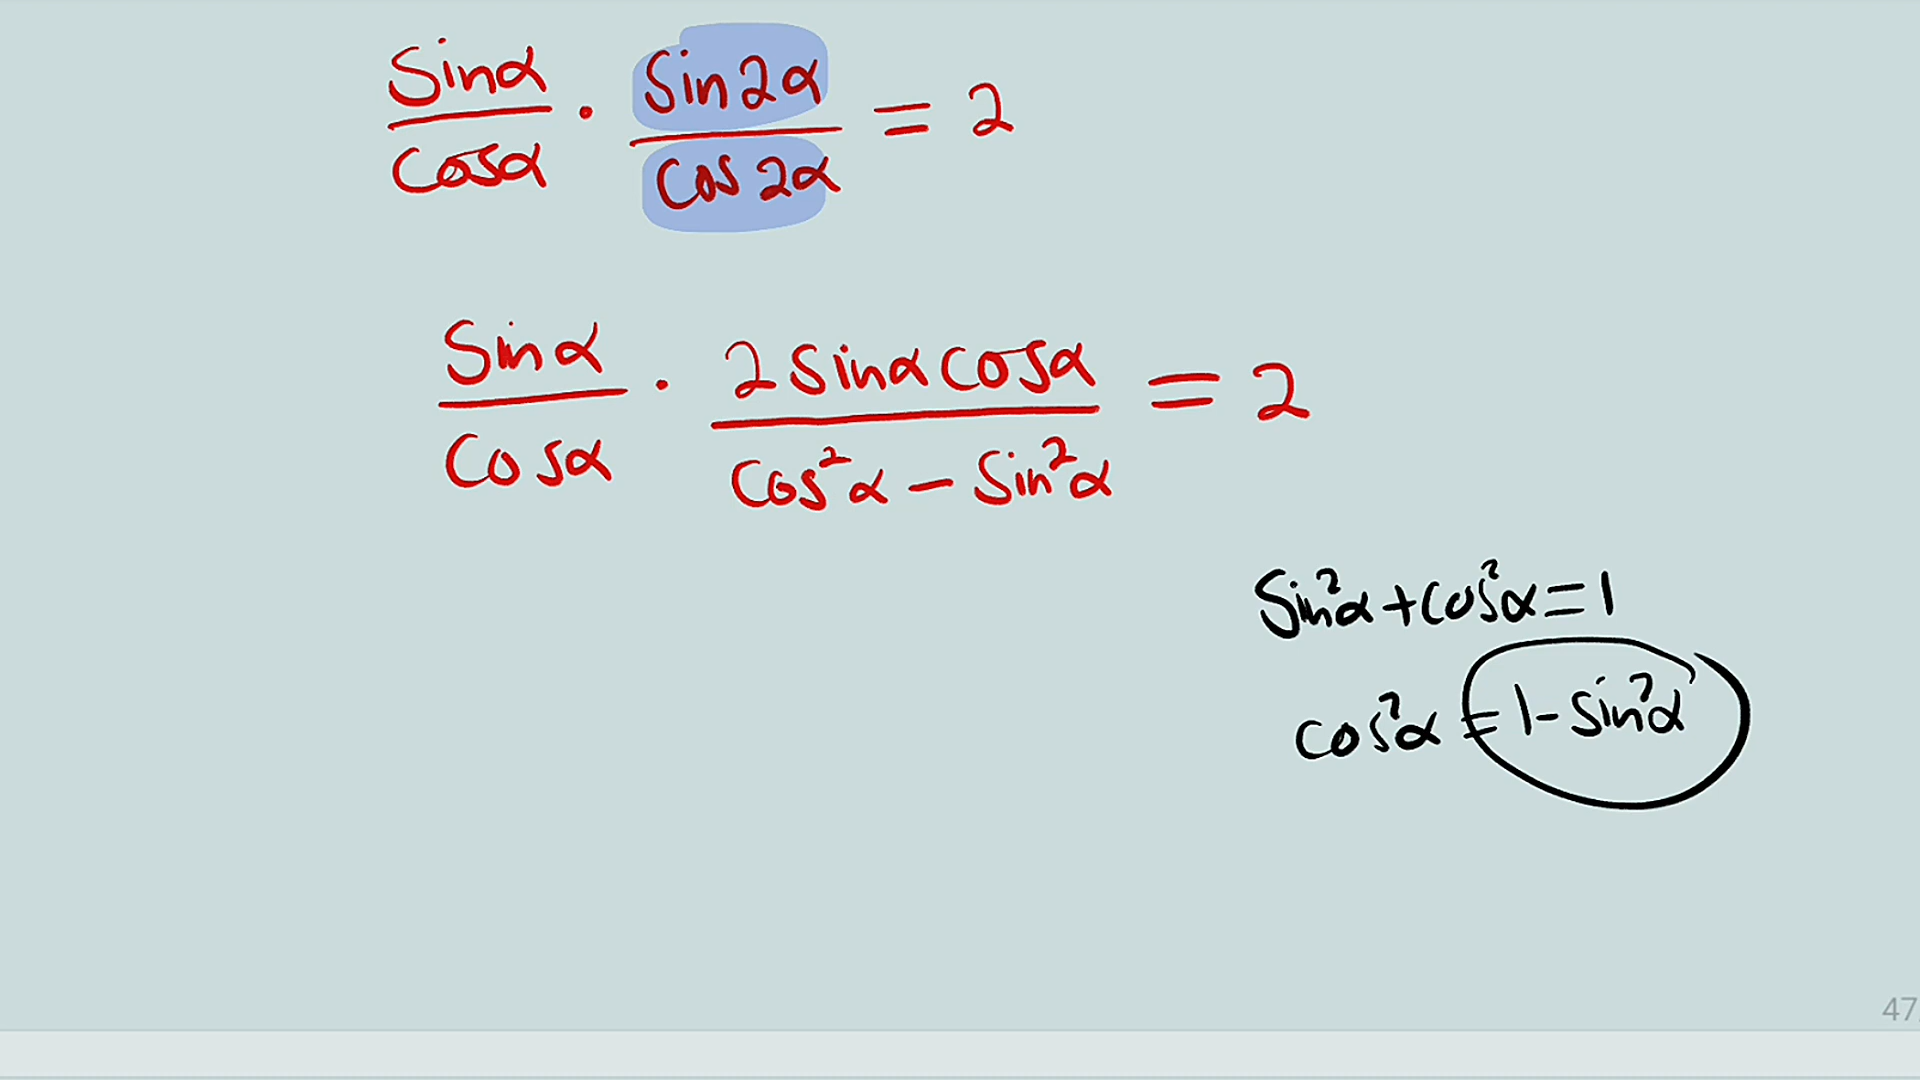 sinα/cosα · sin2α/cos2α = 2
sinα/cosα · 2sinαcosα/cos²α − sin²α = 2
sin²α + cos²α = 1
cos²α = 1 − sin²α
47